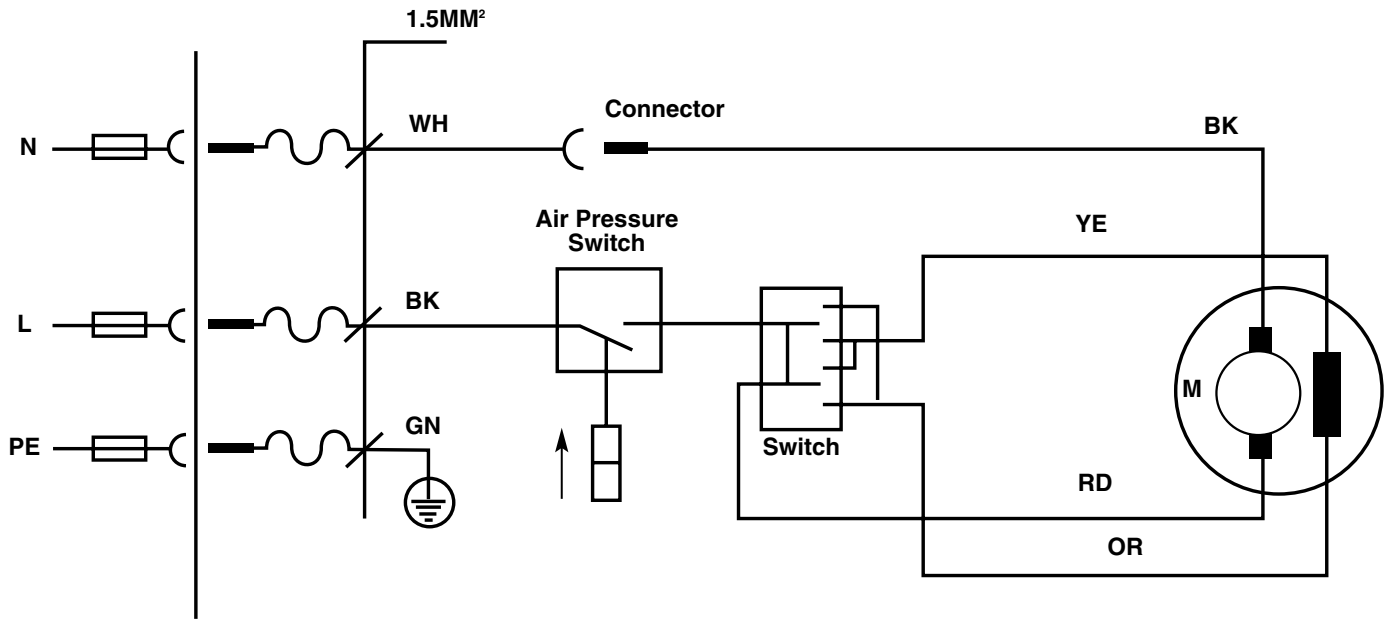 1.5MM²
N
WH
Connector
BK
Air Pressure
Switch
YE
L
BK
M
PE
GN
Switch
RD
OR